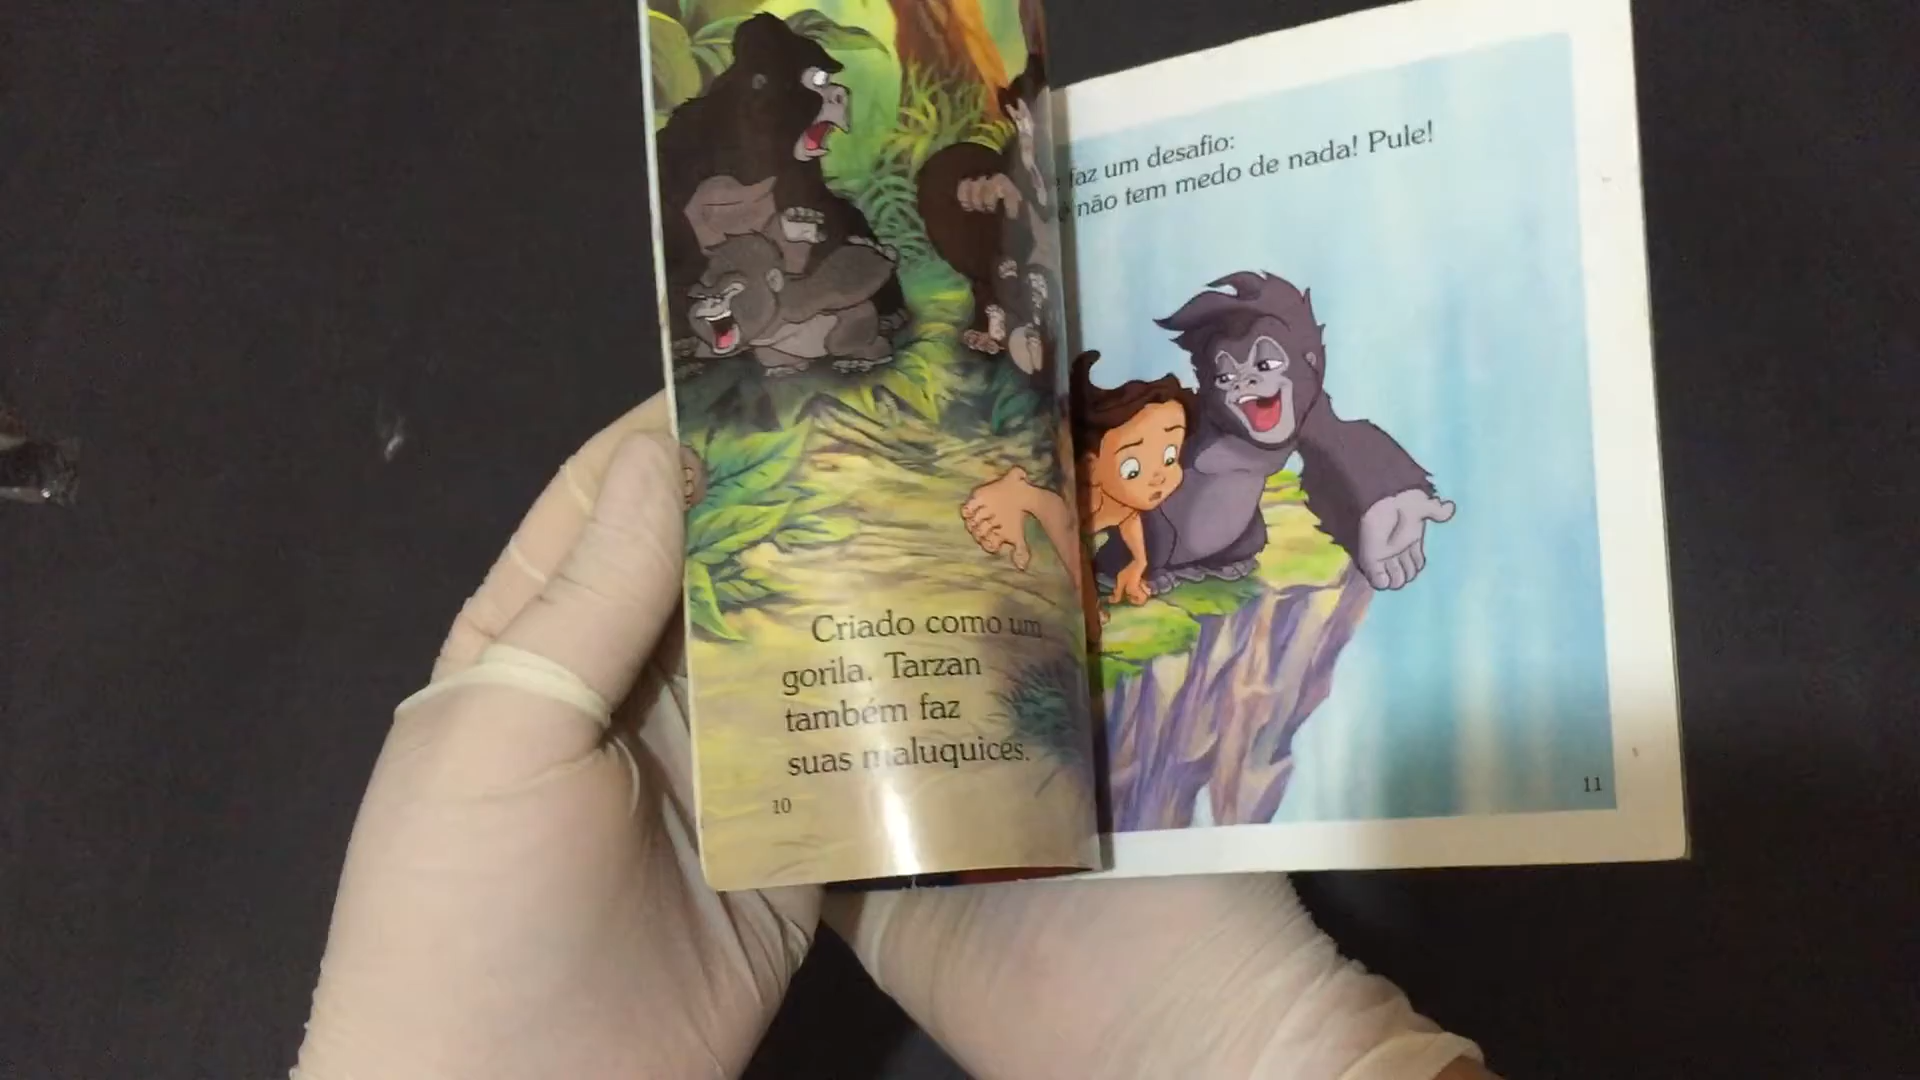 Criado como um
gorila, Tarzan
também faz
suas maluquices.
10
faz um desafio:
não tem medo de nada! Pule!
11